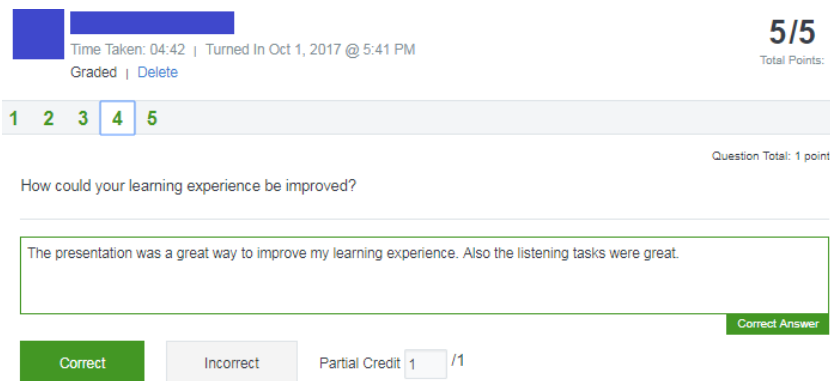 5/5
Time Taken: 04:42 | Turned In Oct 1, 2017 @ 5:41 PM
Total Points:
Graded | Delete
1 2 3 4 5
Question Total: 1 point
How could your learning experience be improved?
The presentation was a great way to improve my learning experience. Also the listening tasks were great.
Correct Answer
Correct Incorrect Partial Credit 1 /1